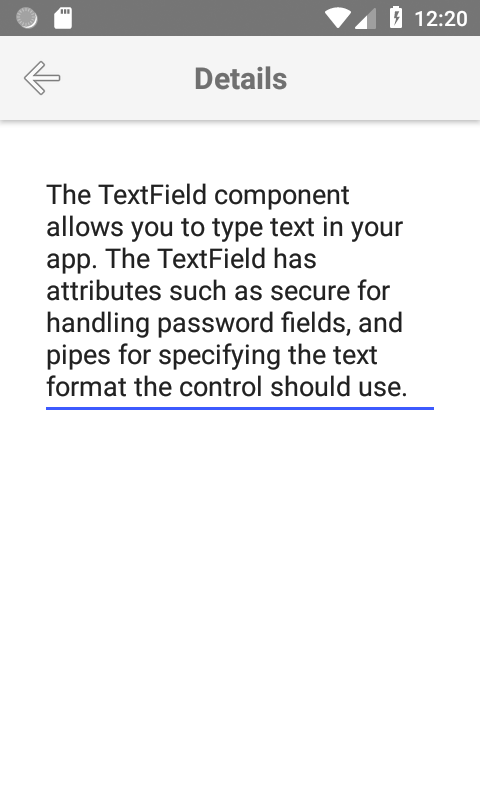 12:20
Details
The TextField component
allows you to type text in your
app. The TextField has
attributes such as secure for
handling password fields, and
pipes for specifying the text
format the control should use.